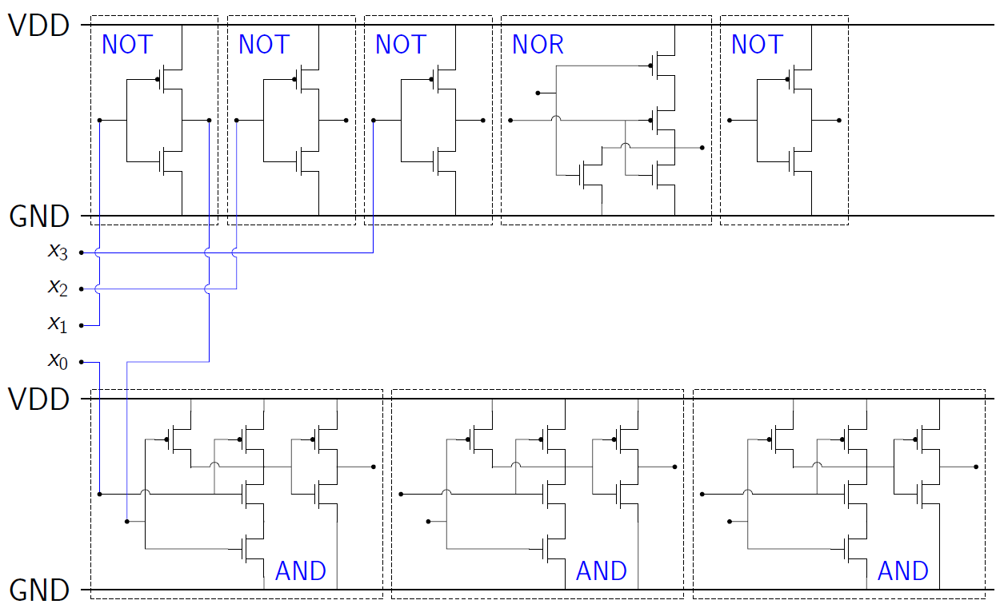 VDD
NOT NOT NOT NOR NOT
GND
x3
x2
x1
x0
VDD
AND AND AND
GND